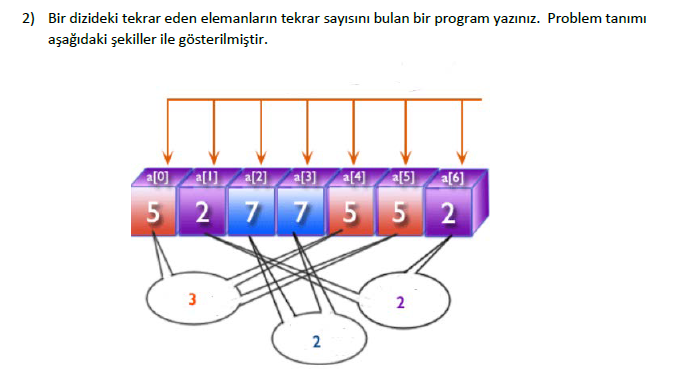 2) Bir dizideki tekrar eden elemanların tekrar sayısını bulan bir program yazınız. Problem tanımı
aşağıdaki şekiller ile gösterilmiştir.
a[0] a[1] a[2] a[3] a[4] a[5] a[6]
5 2 7 7 5 5 2
3 2
2